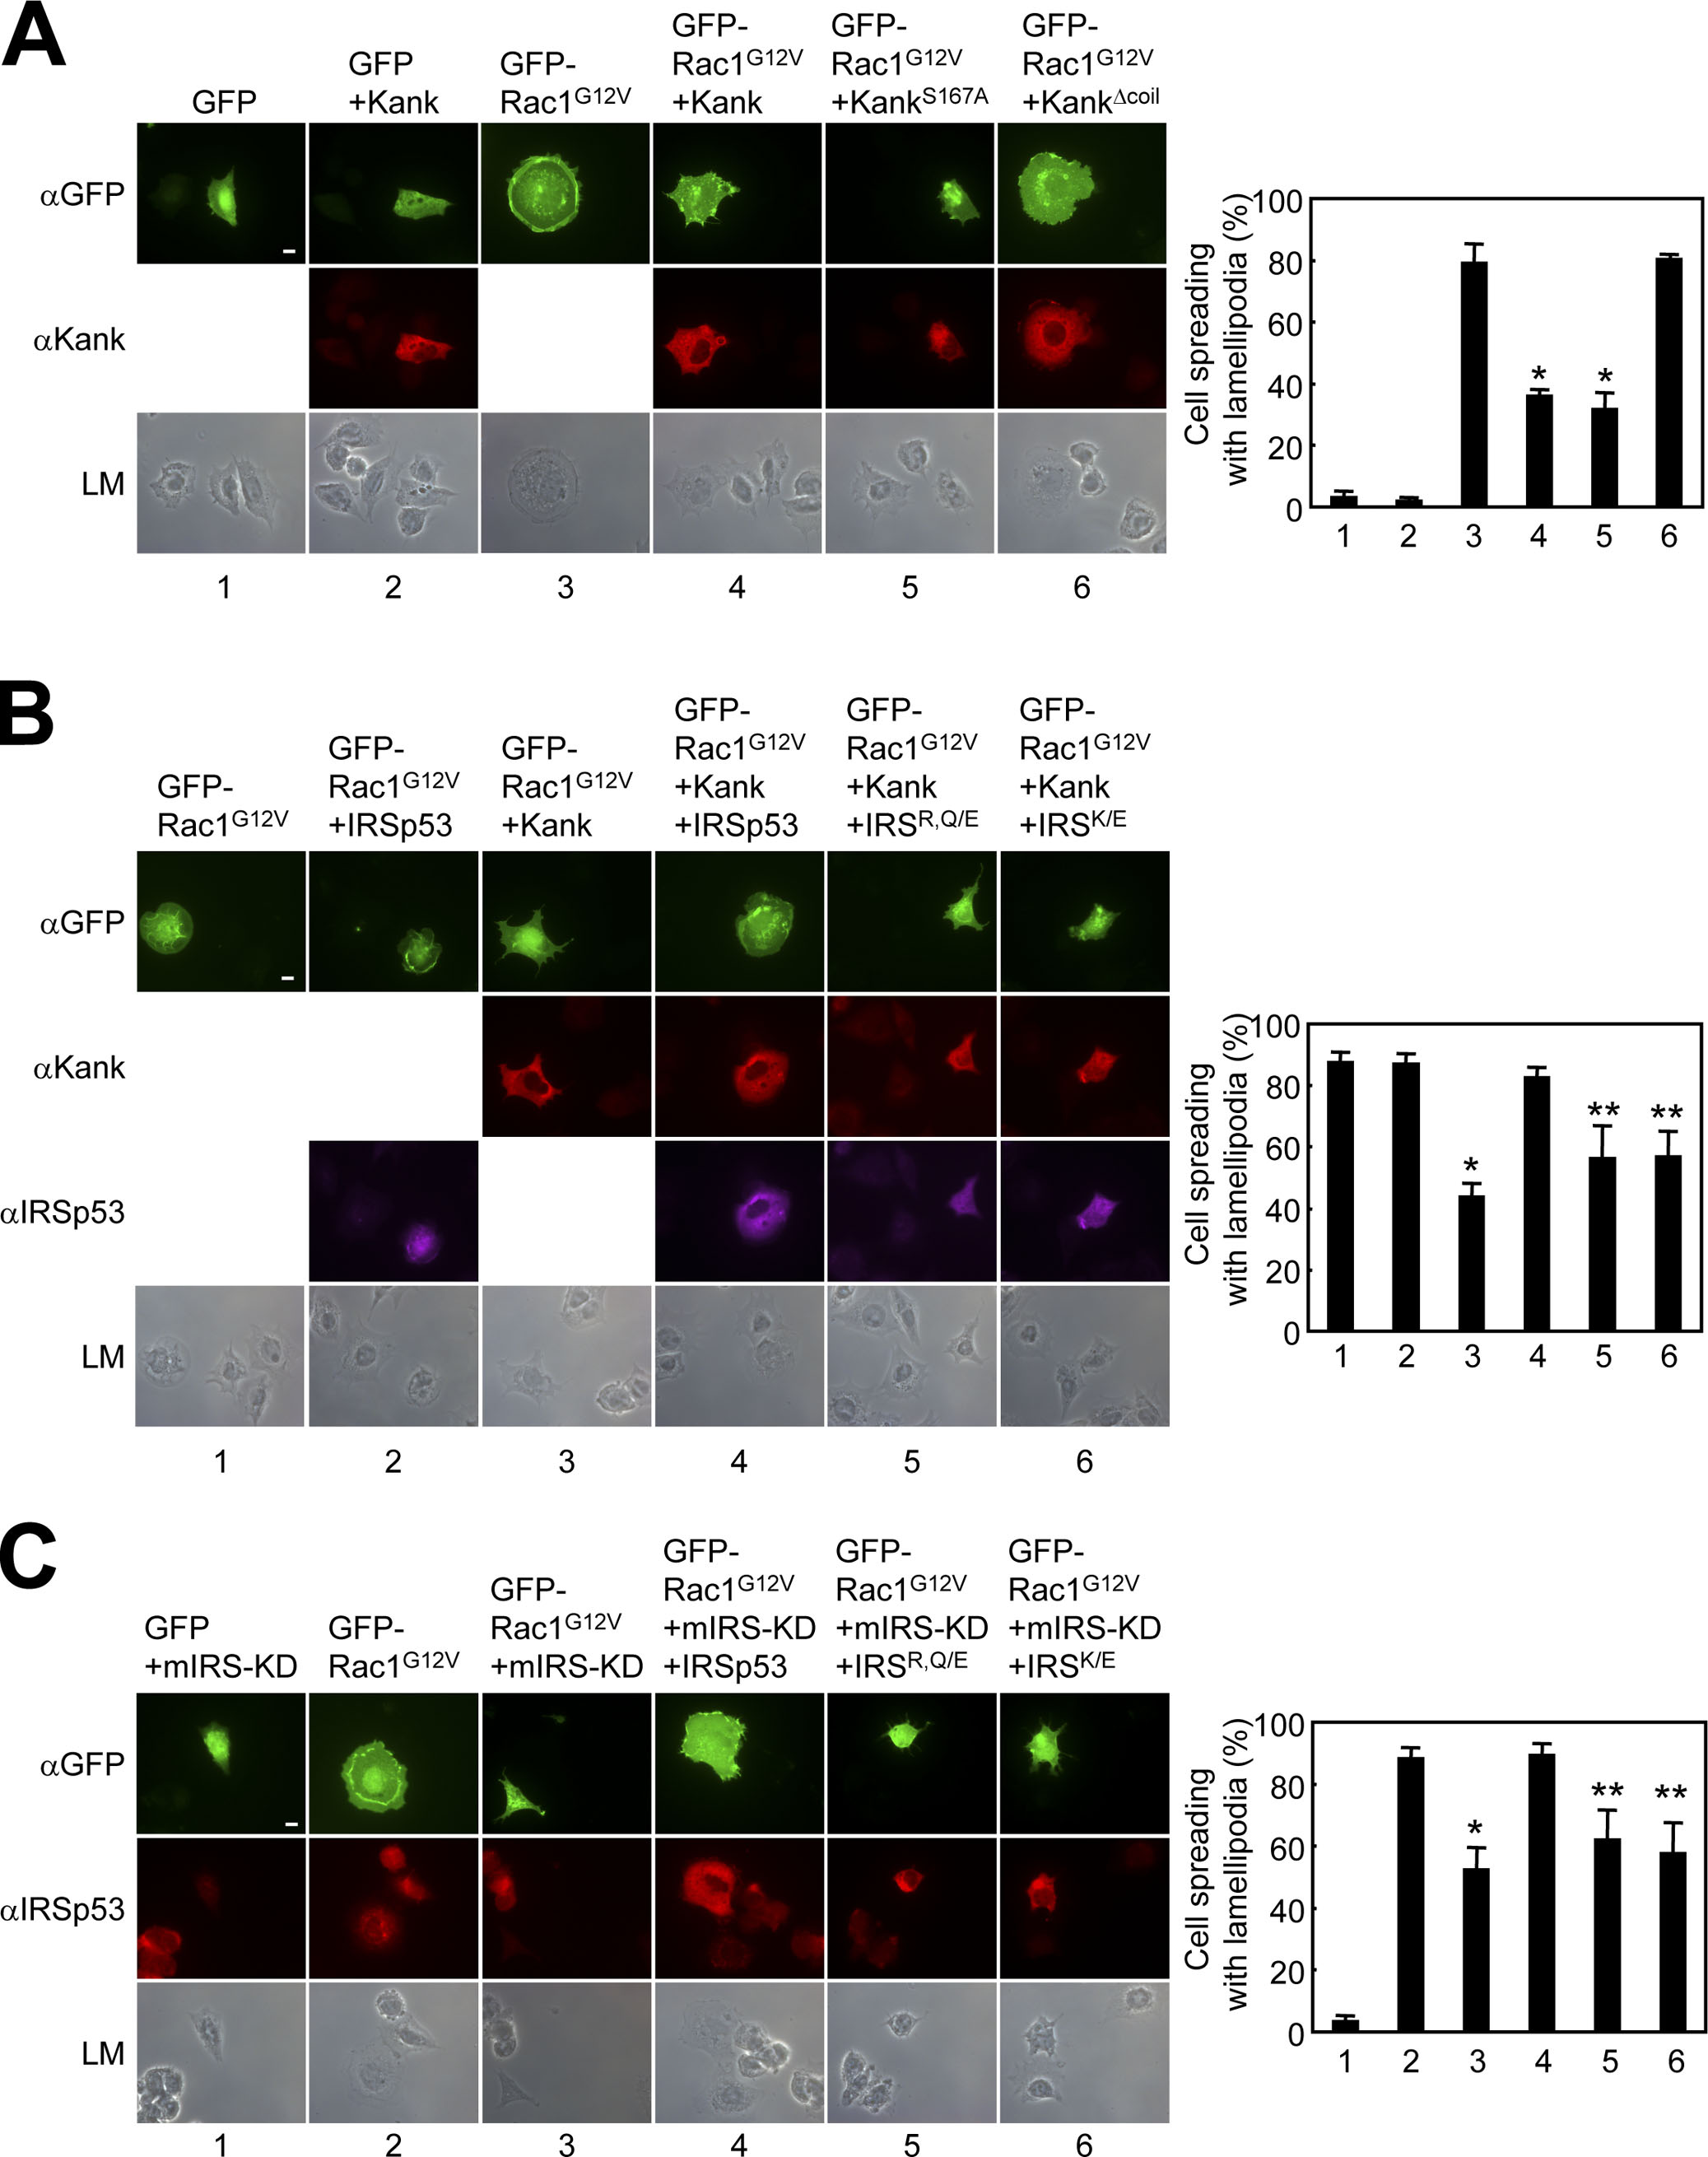 A
GFP
GFP
+Kank
GFP-
Rac1G12V
GFP-
Rac1G12V
+Kank
GFP-
Rac1G12V
+KankS167A
GFP-
Rac1G12V
+KankΔcoil
αGFP
αKank
LM
1 2 3 4 5 6
Cell spreading
with lamellipodia (%)
100
80
60
40
20
0
* *
1 2 3 4 5 6
B
GFP-
Rac1G12V
GFP-
Rac1G12V
+IRSp53
GFP-
Rac1G12V
+Kank
GFP-
Rac1G12V
+Kank
+IRSp53
GFP-
Rac1G12V
+Kank
+IRSR,Q/E
GFP-
Rac1G12V
+Kank
+IRSK/E
αGFP
αKank
αIRSp53
LM
1 2 3 4 5 6
Cell spreading
with lamellipodia (%)
100
80
60
40
20
0
* ** **
1 2 3 4 5 6
C
GFP
+mIRS-KD
GFP-
Rac1G12V
GFP-
Rac1G12V
+mIRS-KD
GFP-
Rac1G12V
+mIRS-KD
+IRSp53
GFP-
Rac1G12V
+mIRS-KD
+IRSR,Q/E
GFP-
Rac1G12V
+mIRS-KD
+IRSK/E
αGFP
αIRSp53
LM
1 2 3 4 5 6
Cell spreading
with lamellipodia (%)
100
80
60
40
20
0
* ** **
1 2 3 4 5 6